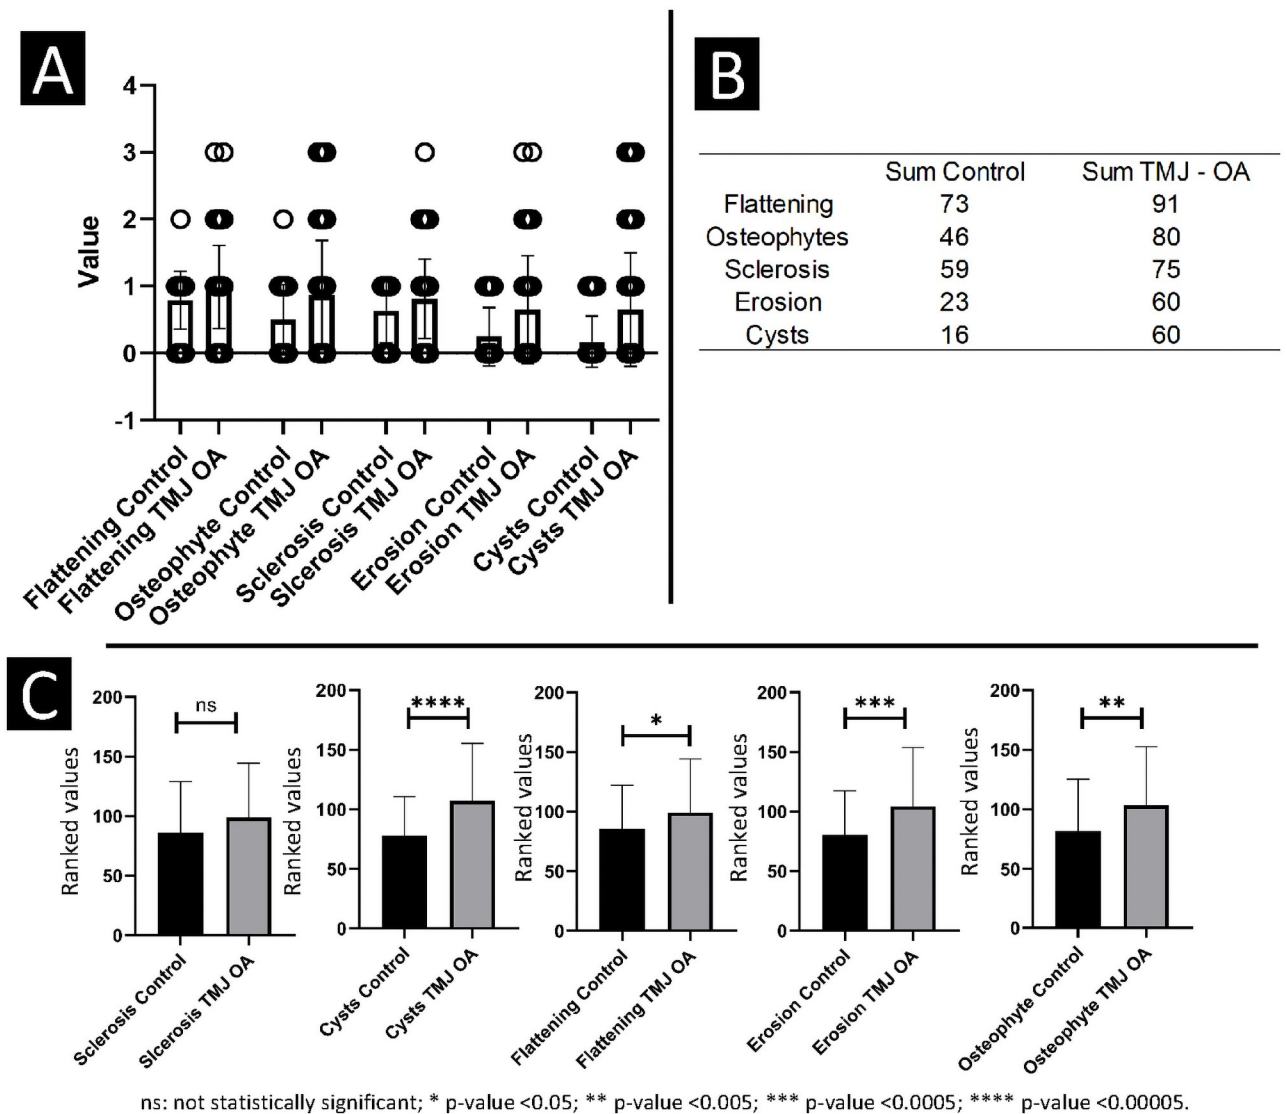 A
4
3
2
1
0
-1
Value
Flattening Control
Flattening TMJ OA
Osteophyte Control
Osteophyte TMJ OA
Sclerosis Control
Slcerosis TMJ OA
Erosion Control
Erosion TMJ OA
Cysts Control
Cysts TMJ OA
B
Sum Control Sum TMJ - OA
Flattening 73 91
Osteophytes 46 80
Sclerosis 59 75
Erosion 23 60
Cysts 16 60
C
200
150
100
50
0
Ranked values
ns
Sclerosis Control
Slcerosis TMJ OA
200
150
100
50
0
Ranked values
****
Cysts Control
Cysts TMJ OA
200
150
100
50
0
Ranked values
*
Flattening Control
Flattening TMJ OA
200
150
100
50
0
Ranked values
***
Erosion Control
Erosion TMJ OA
200
150
100
50
0
Ranked values
**
Osteophyte Control
Osteophyte TMJ OA
ns: not statistically significant; * p-value <0.05; ** p-value <0.005; *** p-value <0.0005; **** p-value <0.00005.